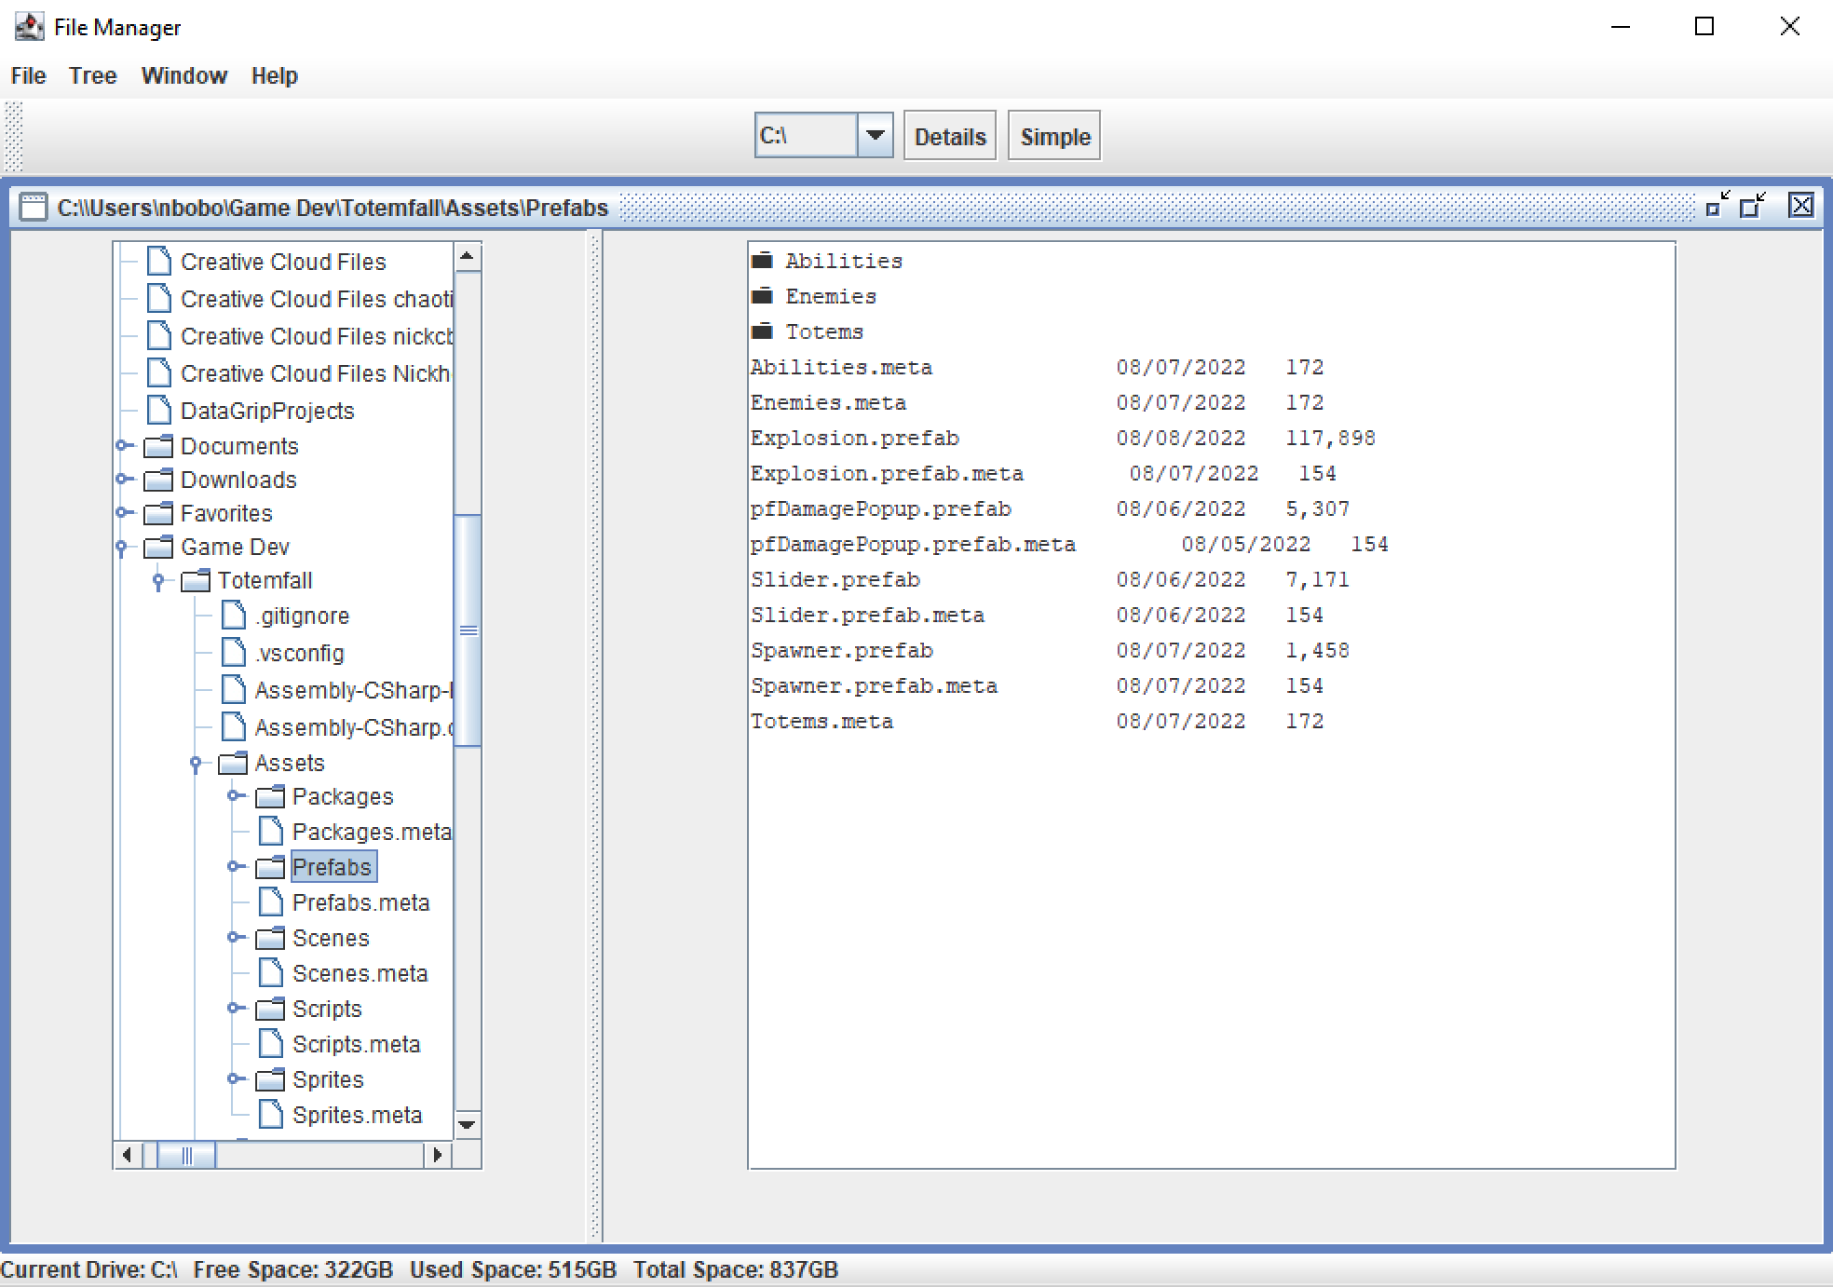 File Manager
File Tree Window Help
C:\ Details Simple
C:\\Users\nbobo\Game Dev\Totemfall\Assets\Prefabs
Creative Cloud Files
Creative Cloud Files chaoti
Creative Cloud Files nickcb
Creative Cloud Files Nickh
DataGripProjects
Documents
Downloads
Favorites
Game Dev
Totemfall
.gitignore
.vsconfig
Assembly-CSharp-
Assembly-CSharp.c
Assets
Packages
Packages.meta
Prefabs
Prefabs.meta
Scenes
Scenes.meta
Scripts
Scripts.meta
Sprites
Sprites.meta
Abilities
Enemies
Totems
Abilities.meta 08/07/2022 172
Enemies.meta 08/07/2022 172
Explosion.prefab 08/08/2022 117,898
Explosion.prefab.meta 08/07/2022 154
pfDamagePopup.prefab 08/06/2022 5,307
pfDamagePopup.prefab.meta 08/05/2022 154
Slider.prefab 08/06/2022 7,171
Slider.prefab.meta 08/06/2022 154
Spawner.prefab 08/07/2022 1,458
Spawner.prefab.meta 08/07/2022 154
Totems.meta 08/07/2022 172
Current Drive: C:\ Free Space: 322GB Used Space: 515GB Total Space: 837GB